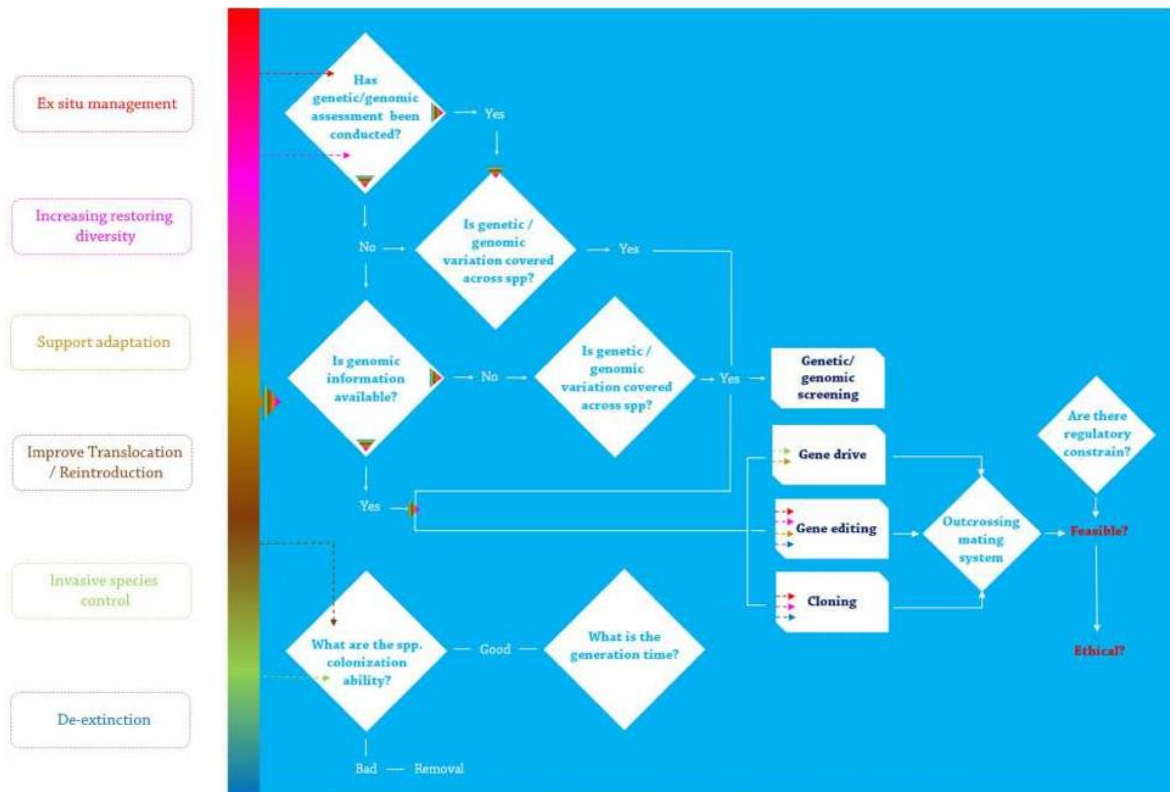 Ex situ management
Increasing restoring
diversity
Support adaptation
Improve Translocation
/ Reintroduction
Invasive species
control
De-extinction
Has
genetic/genomic
assessment been
conducted?
Yes
No
Is genetic /
genomic
variation covered
across spp?
Yes
Is genomic
information
available?
No
Is genetic /
genomic
variation covered
across spp?
Yes
Genetic/
genomic
screening
Yes
Gene drive
Gene editing
Cloning
Outcrossing
mating
system
Are there
regulatory
constrain?
Feasible?
Ethical?
What are the spp.
colonization
ability?
Good
What is the
generation time?
Bad
Removal